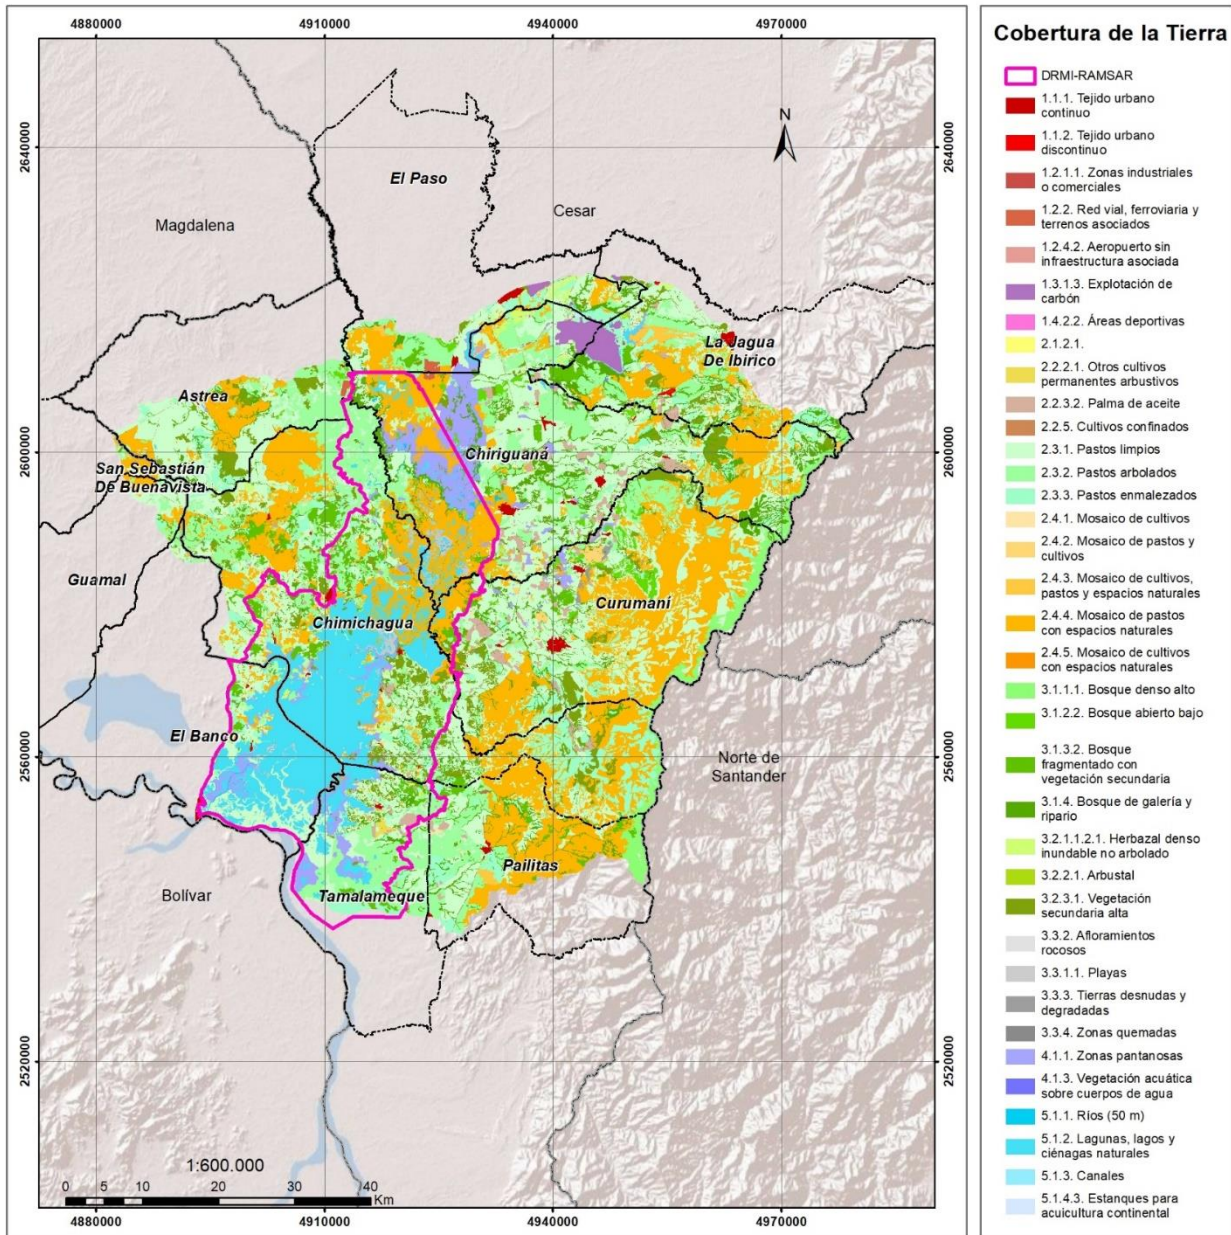 4880000
4910000
4940000
4970000
2640000
2640000
N
El Paso
Magdalena
Cesar
La Jagua
De Ibirico
Astrea
2600000
2600000
Chiriguaná
San Sebastián
De Buenavista
Guamal
Curumaní
Chimichagua
El Banco
2560000
2560000
Norte de
Santander
Pailitas
Bolívar
Tamalameque
2520000
2520000
1:600.000
0 5 10 20 30 40
Km
4880000
4910000
4940000
4970000
Cobertura de la Tierra
DRMI-RAMSAR
1.1.1. Tejido urbano
continuo
1.1.2. Tejido urbano
discontinuo
1.2.1.1. Zonas industriales
o comerciales
1.2.2. Red vial, ferroviaria y
terrenos asociados
1.2.4.2. Aeropuerto sin
infraestructura asociada
1.3.1.3. Explotación de
carbón
1.4.2.2. Áreas deportivas
2.1.2.1.
2.2.2.1. Otros cultivos
permanentes arbustivos
2.2.3.2. Palma de aceite
2.2.5. Cultivos confinados
2.3.1. Pastos limpios
2.3.2. Pastos arbolados
2.3.3. Pastos enmalezados
2.4.1. Mosaico de cultivos
2.4.2. Mosaico de pastos y
cultivos
2.4.3. Mosaico de cultivos,
pastos y espacios naturales
2.4.4. Mosaico de pastos
con espacios naturales
2.4.5. Mosaico de cultivos
con espacios naturales
3.1.1.1. Bosque denso alto
3.1.2.2. Bosque abierto bajo
3.1.3.2. Bosque
fragmentado con
vegetación secundaria
3.1.4. Bosque de galería y
ripario
3.2.1.1.2.1. Herbazal denso
inundable no arbolado
3.2.2.1. Arbustal
3.2.3.1. Vegetación
secundaria alta
3.3.2. Afloramientos
rocosos
3.3.1.1. Playas
3.3.3. Tierras desnudas y
degradadas
3.3.4. Zonas quemadas
4.1.1. Zonas pantanosas
4.1.3. Vegetación acuática
sobre cuerpos de agua
5.1.1. Ríos (50 m)
5.1.2. Lagunas, lagos y
ciénagas naturales
5.1.3. Canales
5.1.4.3. Estanques para
acuicultura continental